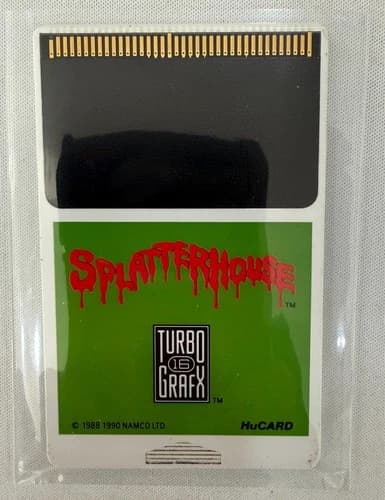 SPLATTERHOUSE
TM
TURBO
16
GRAFX
TM
© 1988 1990 NAMCO LTD.
HuCARD